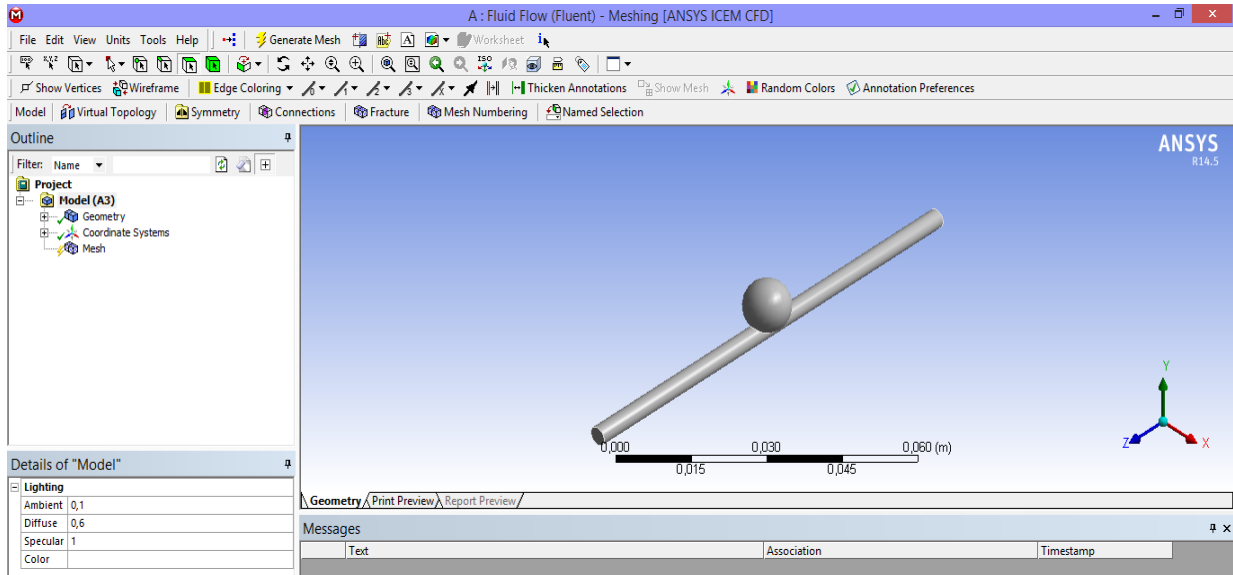 A : Fluid Flow (Fluent) - Meshing [ANSYS ICEM CFD]
File Edit View Units Tools Help Generate Mesh A Worksheet i
Show Vertices Wireframe Edge Coloring Thicken Annotations Show Mesh Random Colors Annotation Preferences
Model Virtual Topology Symmetry Connections Fracture Mesh Numbering Named Selection
Outline
Filter: Name
Project
Model (A3)
Geometry
Coordinate Systems
Mesh
ANSYS
R14.5
Y
Z X
0,000 0,030 0,060 (m)
0,015 0,045
Details of "Model"
Lighting
Ambient 0,1
Diffuse 0,6
Specular 1
Color
Geometry Print Preview Report Preview
Messages
Text Association Timestamp